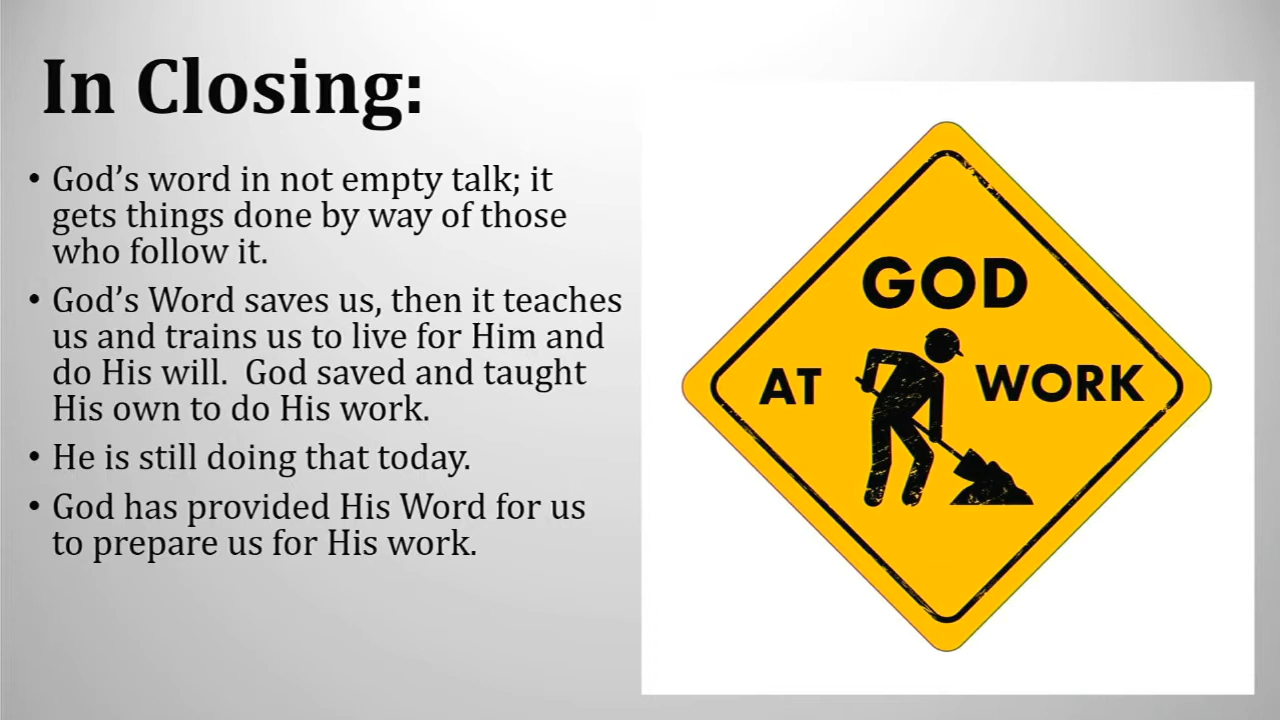 In Closing:
• God’s word in not empty talk; it
gets things done by way of those
who follow it.
• God’s Word saves us, then it teaches
us and trains us to live for Him and
do His will.  God saved and taught
His own to do His work.
• He is still doing that today.
• God has provided His Word for us
to prepare us for His work.
GOD
AT WORK